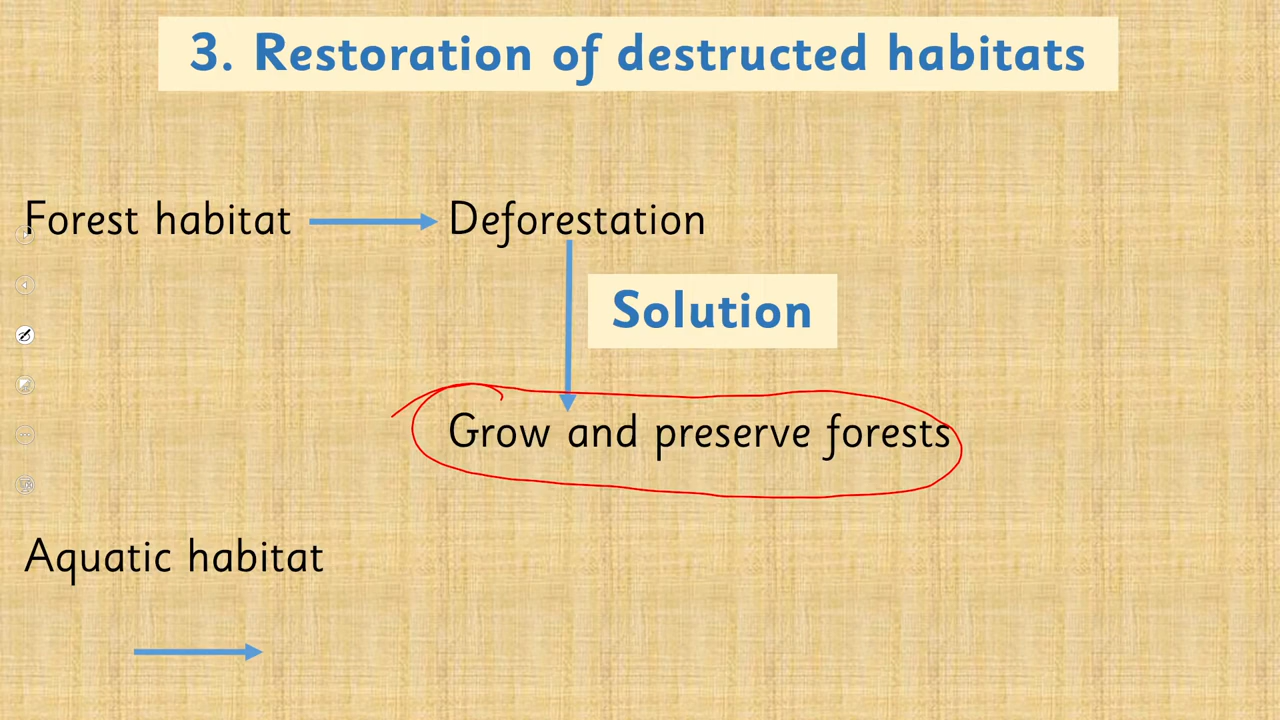 3. Restoration of destructed habitats
Forest habitat
Deforestation
Solution
Grow and preserve forests
Aquatic habitat